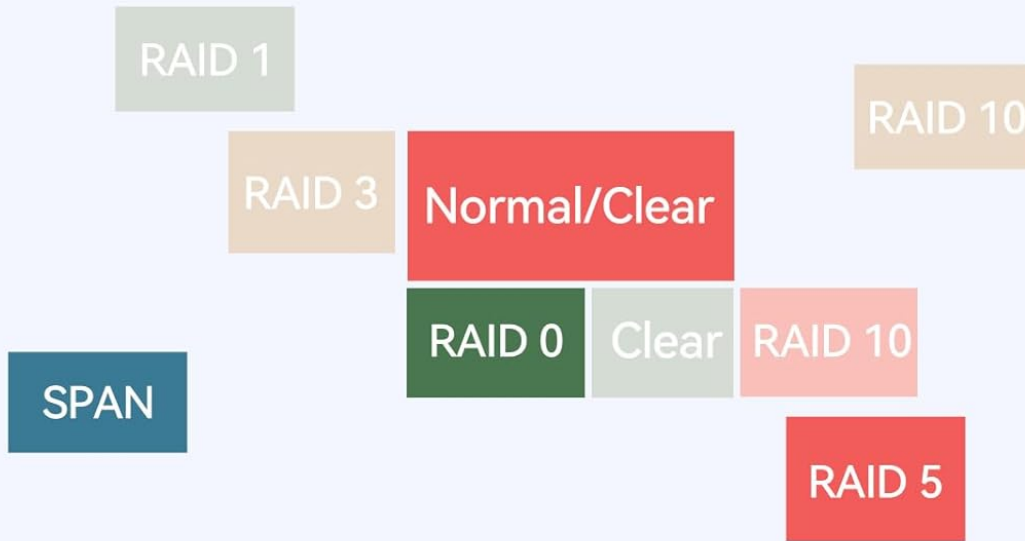 RAID 1
RAID 10
RAID 3
Normal/Clear
RAID 0
Clear
RAID 10
SPAN
RAID 5